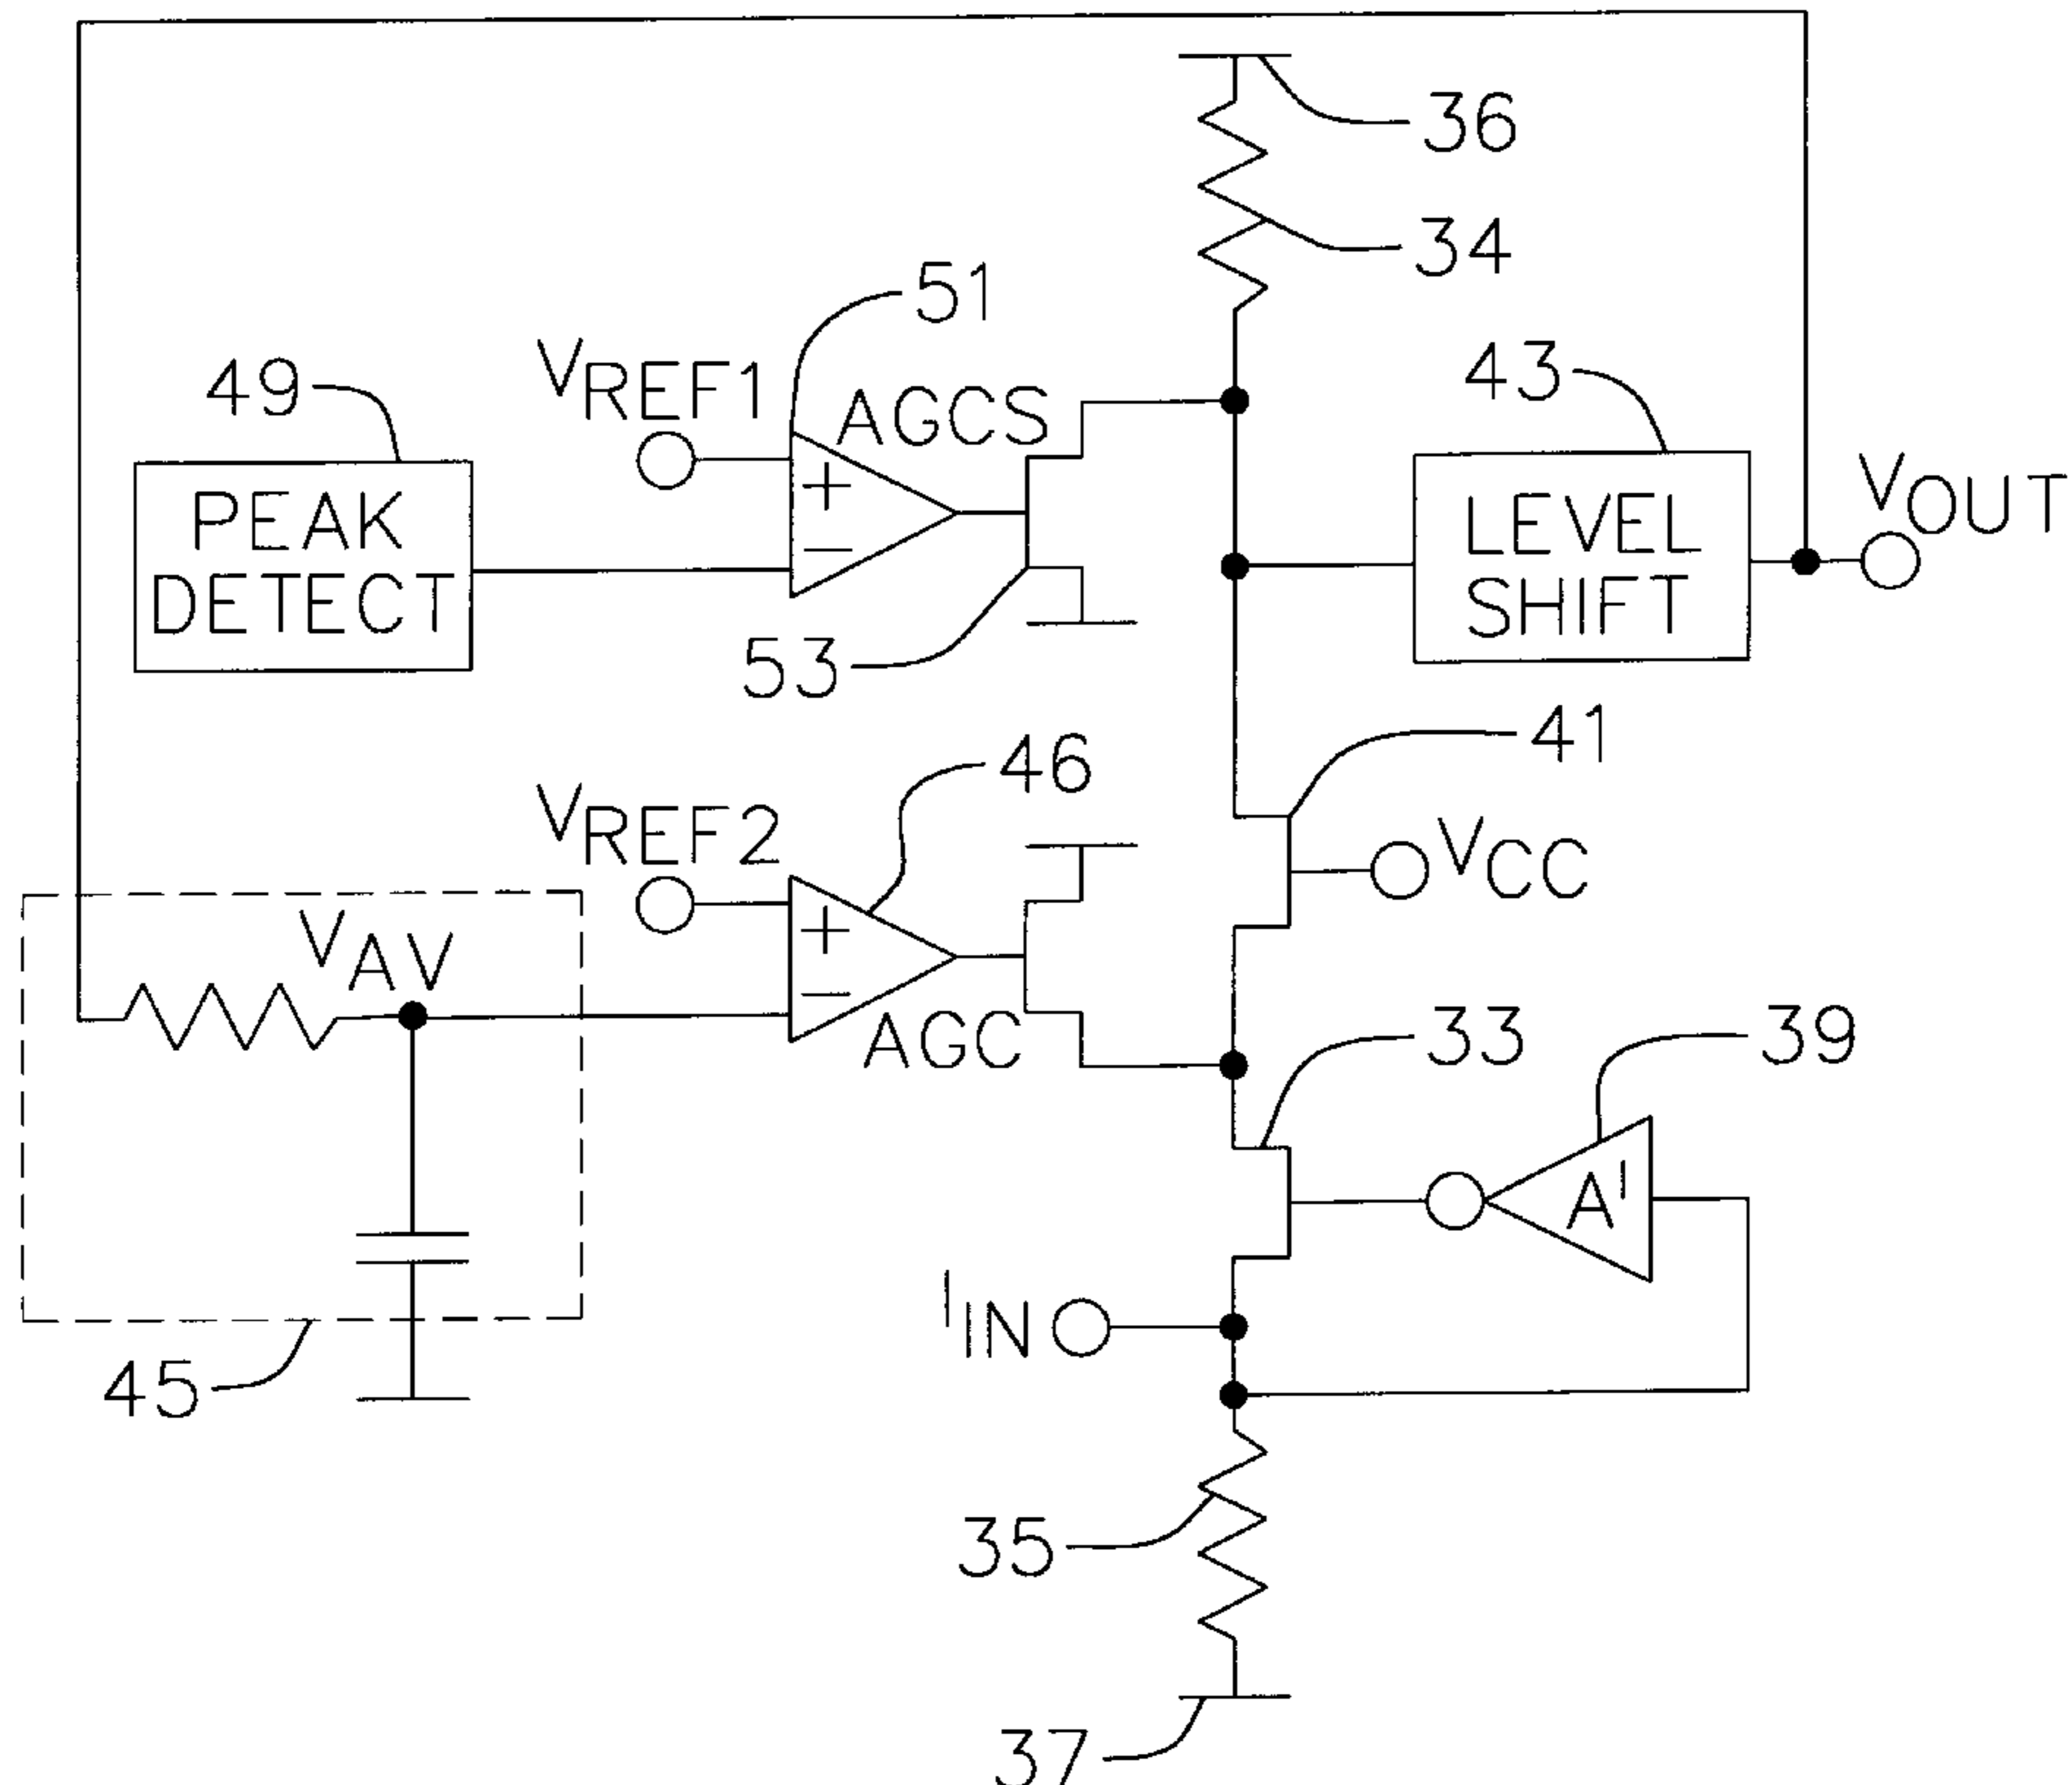 36
34
51
VREF1
49
AGCS
43
VOUT
PEAK
DETECT
+
−
LEVEL
SHIFT
53
41
46
VREF2
VCC
VAV
+
−
AGC
33
39
A'
IIN
45
35
37